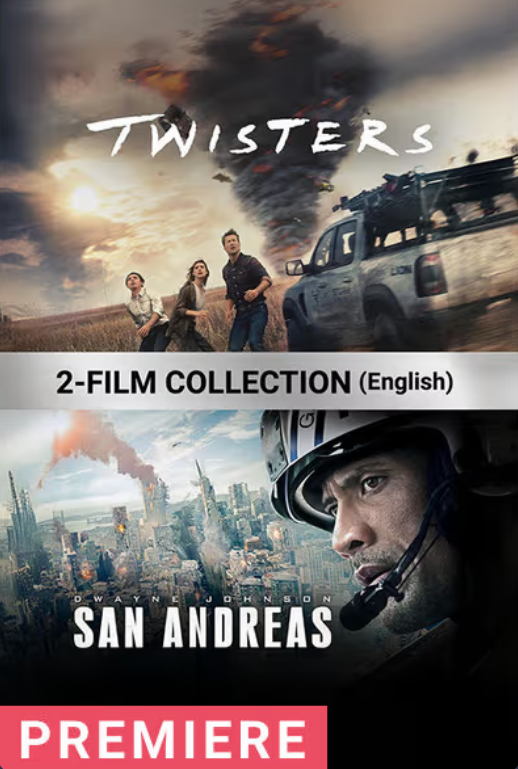 TWISTERS
2-FILM COLLECTION (English)
DWAYNE JOHNSON
SAN ANDREAS
PREMIERE